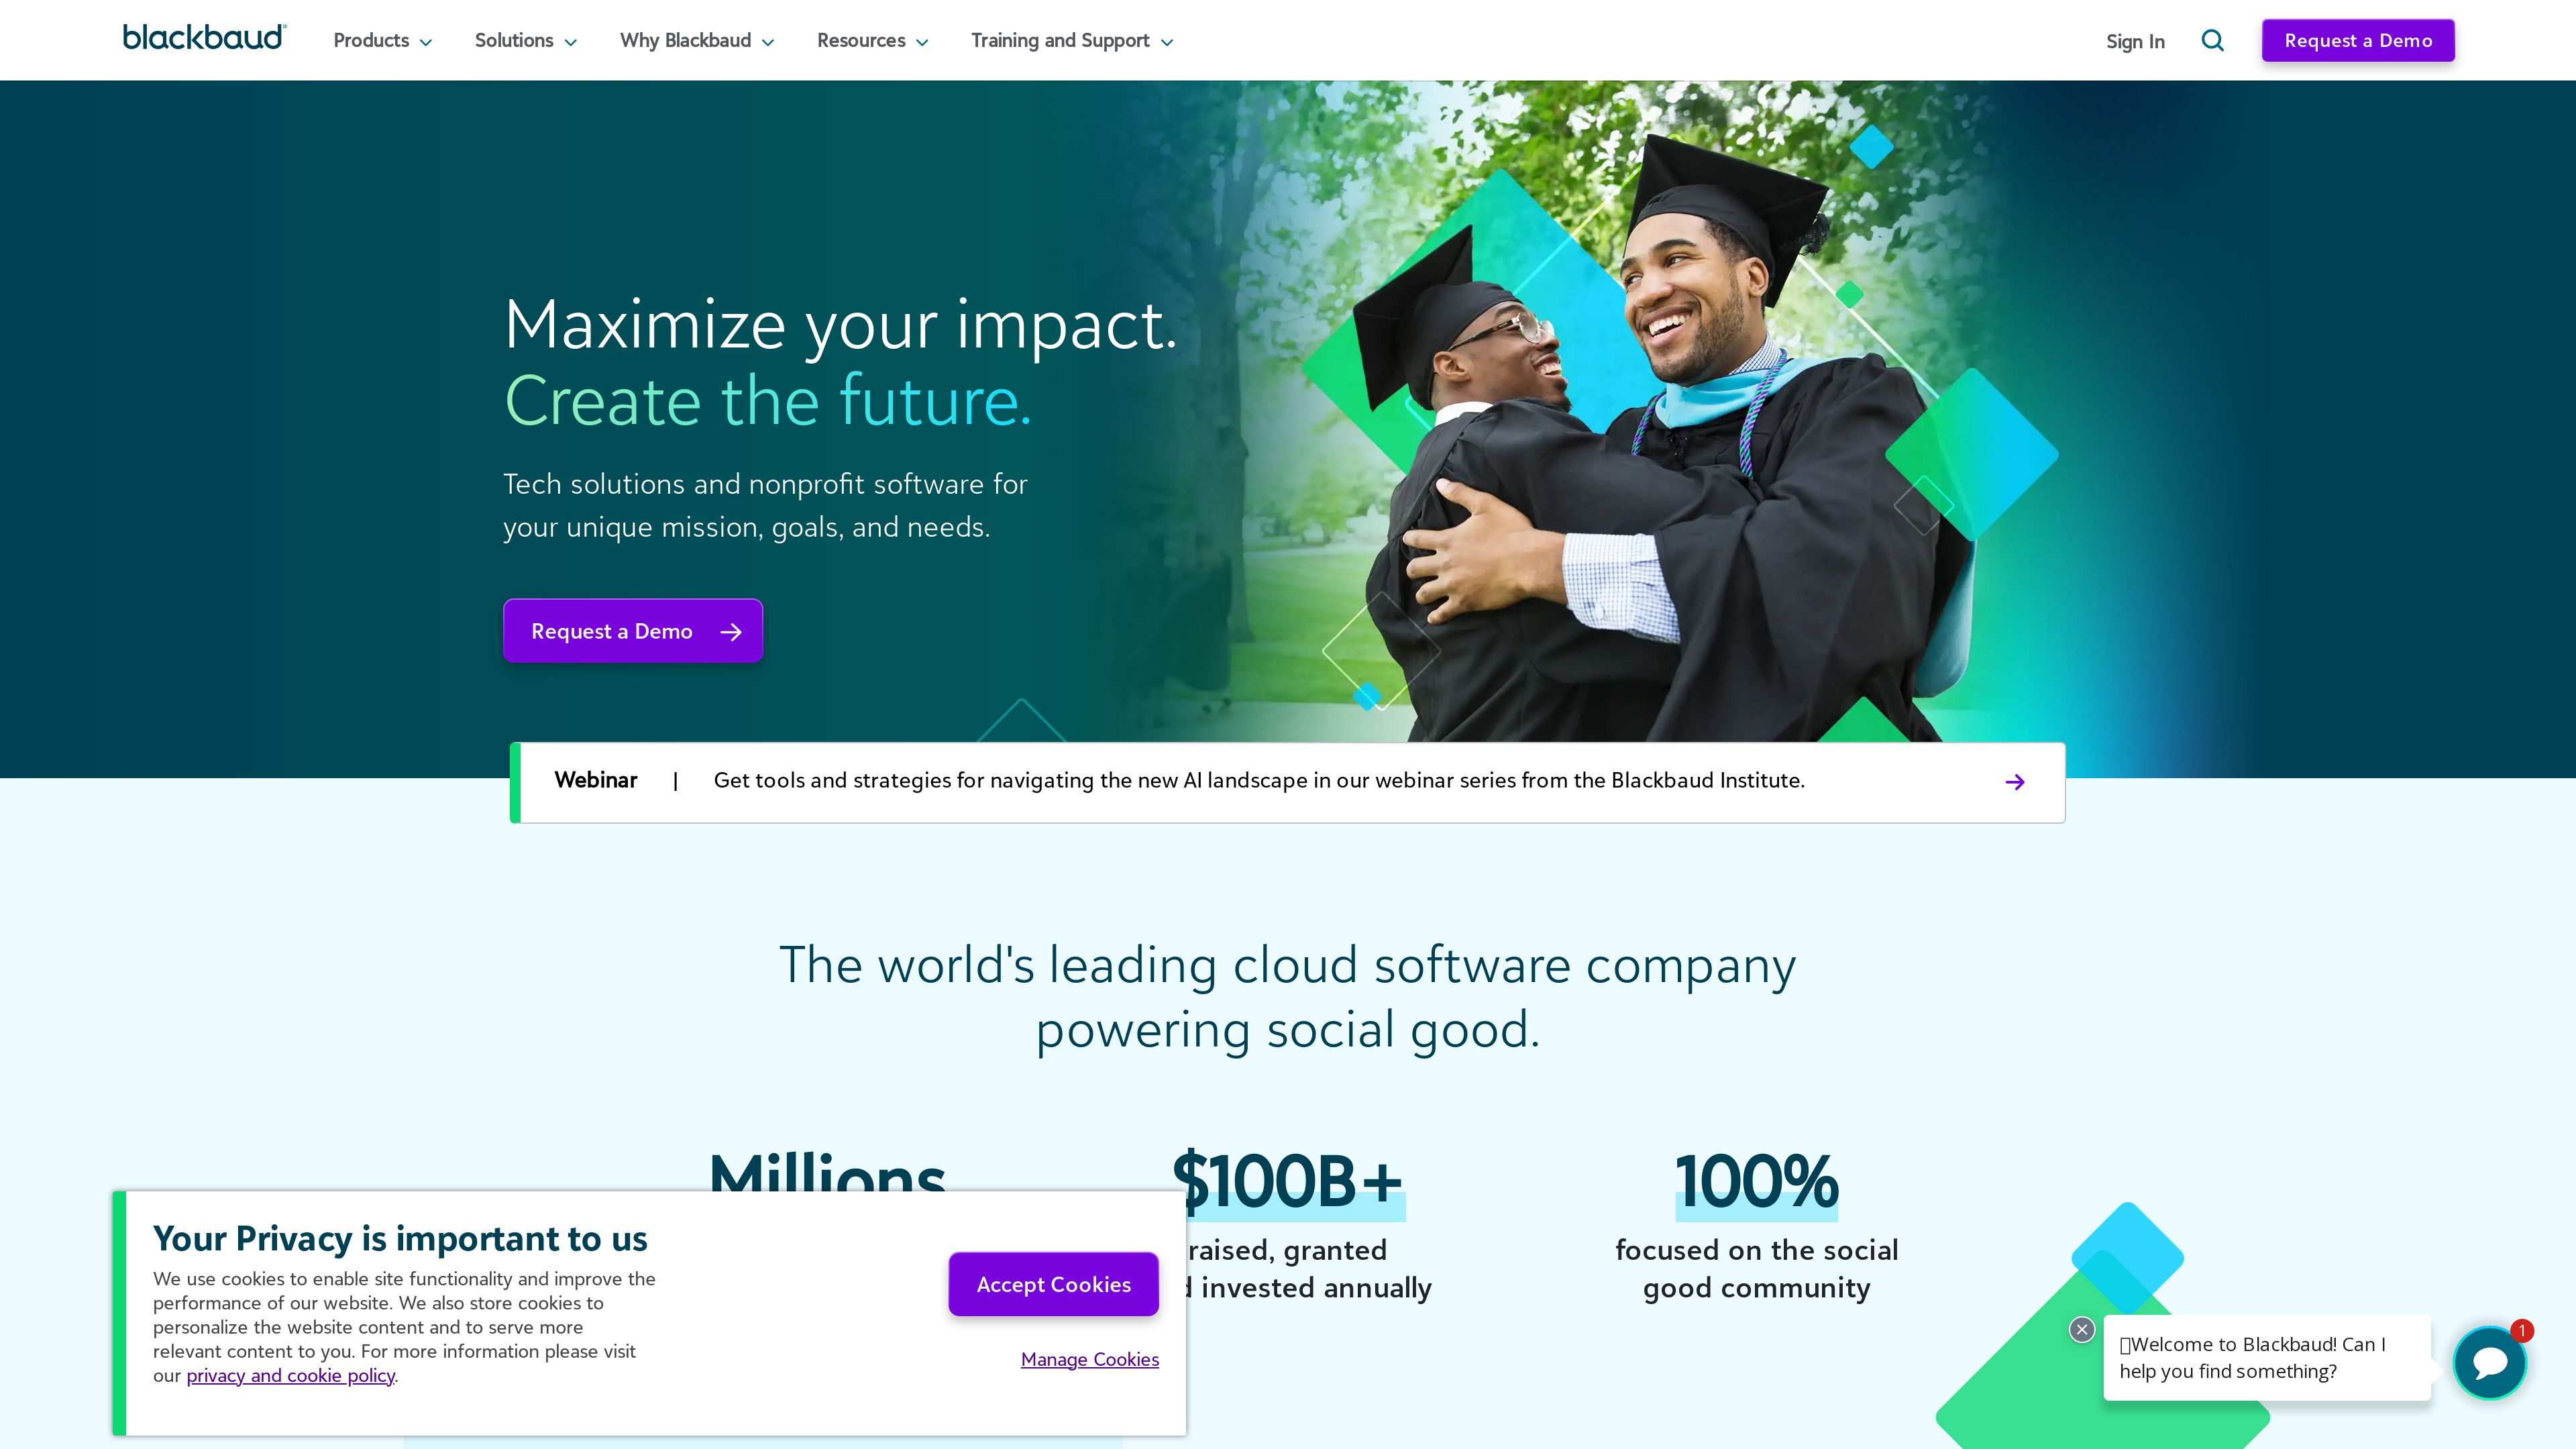 blackbaud
Products
Solutions
Why Blackbaud
Resources
Training and Support
Sign In
Request a Demo
Maximize your impact.
Create the future.
Tech solutions and nonprofit software for
your unique mission, goals, and needs.
Request a Demo
Webinar | Get tools and strategies for navigating the new AI landscape in our webinar series from the Blackbaud Institute.
The world's leading cloud software company
powering social good.
Millions
$100B+
raised, granted
invested annually
100%
focused on the social
good community
Your Privacy is important to us
We use cookies to enable site functionality and improve the
performance of our website. We also store cookies to
personalize the website content and to serve more
relevant content to you. For more information please visit
our privacy and cookie policy.
Accept Cookies
Manage Cookies
Welcome to Blackbaud! Can I
help you find something?
1